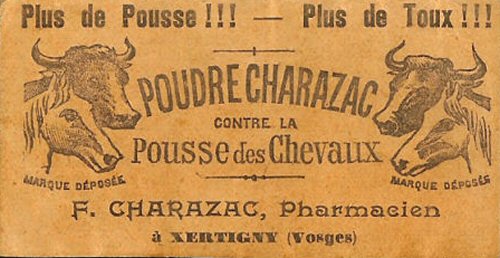 Plus de Pousse!!! — Plus de Toux!!!
POUDRE CHARAZAC
CONTRE LA
Pousse des Chevaux
MARQUE DÉPOSÉE
MARQUE DÉPOSÉE
F. CHARAZAC, Pharmacien
à XERTIGNY (Vosges)